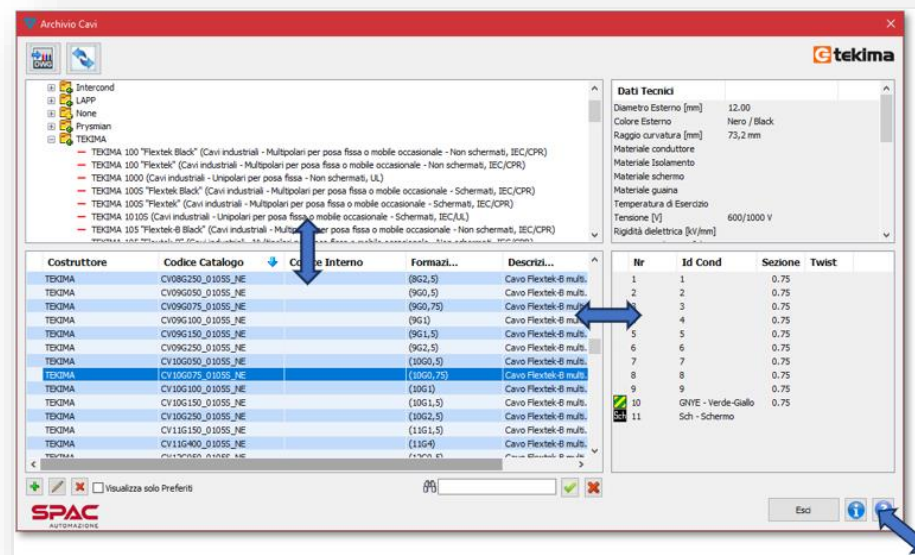 Archivio Cavi
DWG
tekima
Intercond
LAPP
None
Prysmian
TEKIMA
TEKIMA 100 "Flextek Black" (Cavi industriali - Multipolari per posa fissa o mobile occasionale - Non schermati, IEC/CPR)
TEKIMA 100 "Flextek" (Cavi industriali - Multipolari per posa fissa o mobile occasionale - Non schermati, IEC/CPR)
TEKIMA 1000 (Cavi industriali - Unipolari per posa fissa - Non schermati, UL)
TEKIMA 100S "Flextek Black" (Cavi industriali - Multipolari per posa fissa o mobile occasionale - Schermati, IEC/CPR)
TEKIMA 100S "Flextek" (Cavi industriali - Multipolari per posa fissa o mobile occasionale - Schermati, IEC/CPR)
TEKIMA 1010S (Cavi industriali - Unipolari per posa fissa o mobile occasionale - Schermati, IEC/UL)
TEKIMA 105 "Flextek-B Black" (Cavi industriali - per posa fissa o mobile occasionale - Non schermati, IEC/CPR)
Dati Tecnici
Diametro Esterno [mm] 12.00
Colore Esterno Nero / Black
Raggio curvatura [mm] 73,2 mm
Materiale conduttore
Materiale Isolamento
Materiale schermo
Materiale guaina
Temperatura di Esercizio
Tensione [V] 600/1000 V
Rigidità dielettrica [kV/mm]
Costruttore Codice Catalogo Interno Formazi... Descrizi...
TEKIMA CV08G250_0105S_NE (8G2,5) Cavo Flextek-B multi.
TEKIMA CV09G050_0105S_NE (9G0,5) Cavo Flextek-B multi.
TEKIMA CV09G075_0105S_NE (9G0,75) Cavo Flextek-B multi.
TEKIMA CV09G100_0105S_NE (9G1) Cavo Flextek-B
TEKIMA CV09G150_0105S_NE (9G1,5) Cavo Flextek-B multi.
TEKIMA CV09G250_0105S_NE (9G2,5) Cavo Flextek-B multi.
TEKIMA CV10G050_0105S_NE (10G0,5) Cavo Flextek-B multi.
TEKIMA CV10G075_0105S_NE (10G0,75) Cavo Flextek-B multi.
TEKIMA CV10G100_0105S_NE (10G1) Cavo Flextek-B multi.
TEKIMA CV10G150_0105S_NE (10G1,5) Cavo Flextek-B multi.
TEKIMA CV10G250_0105S_NE (10G2,5) Cavo Flextek-B multi.
TEKIMA CV11G150_0105S_NE (11G1,5) Cavo Flextek-B multi.
TEKIMA CV11G400_0105S_NE (11G4) Cavo Flextek-B multi.
Nr Id Cond Sezione Twist
1 1 0.75
2 2 0.75
3 0.75
4 4 0.75
5 5 0.75
6 6 0.75
7 7 0.75
8 8 0.75
9 9 0.75
10 GNYE - Verde-Giallo 0.75
Sch 11 Sch - Schermo
Visualizza solo Preferiti
SPAC
AUTOMAZIONE
Esci